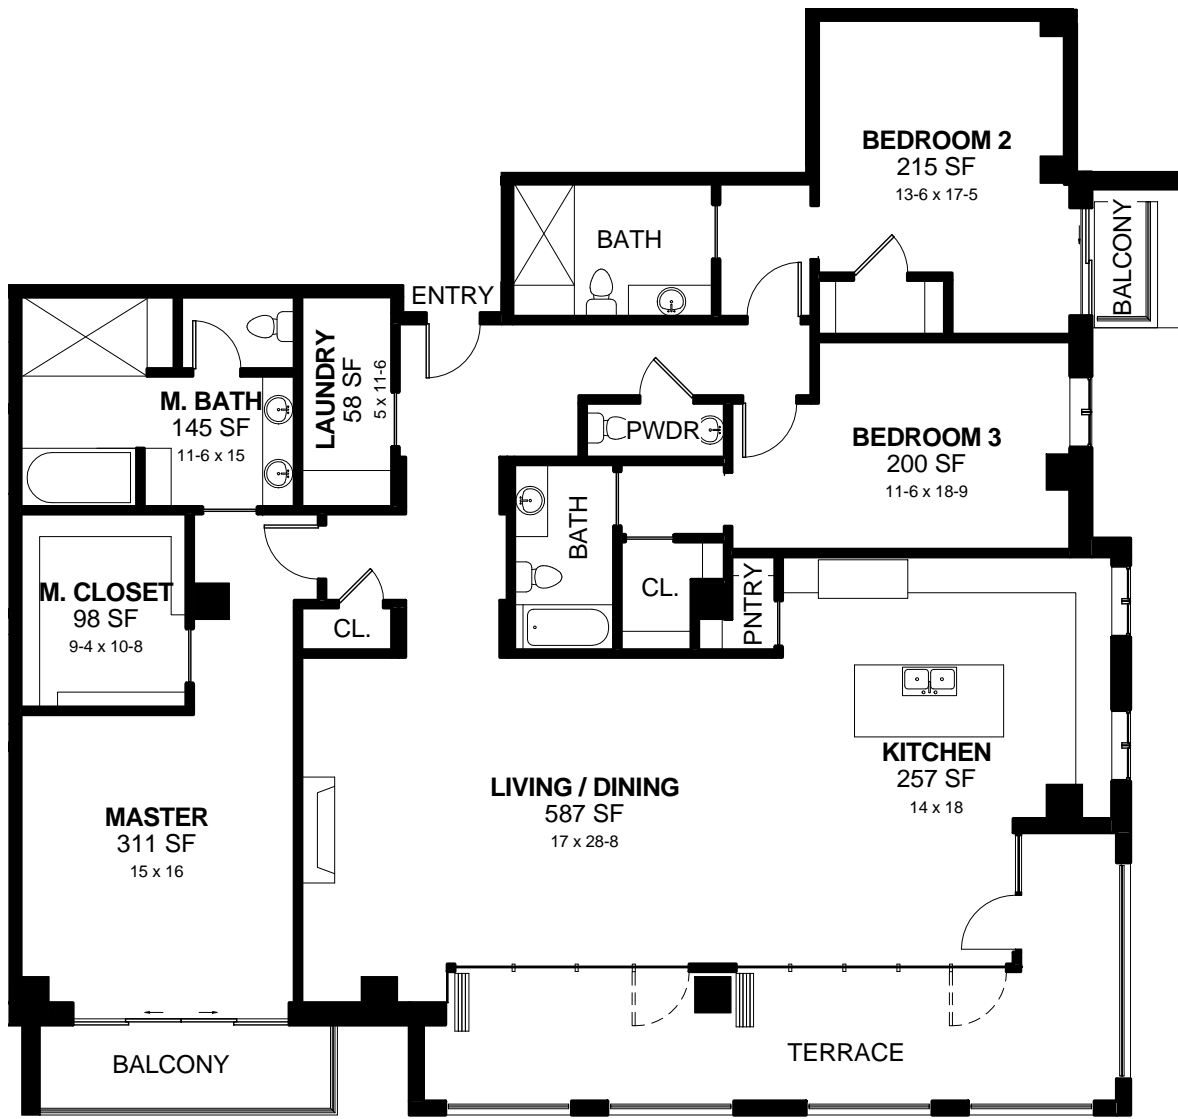 BEDROOM 2
215 SF
13-6 x 17-5
BALCONY
BATH
ENTRY
LAUNDRY
58 SF
5 x 11-6
M. BATH
145 SF
11-6 x 15
PWDR
BEDROOM 3
200 SF
11-6 x 18-9
BATH
M. CLOSET
98 SF
9-4 x 10-8
CL.
CL.
PNTRY
KITCHEN
257 SF
14 x 18
LIVING / DINING
587 SF
17 x 28-8
MASTER
311 SF
15 x 16
BALCONY
TERRACE